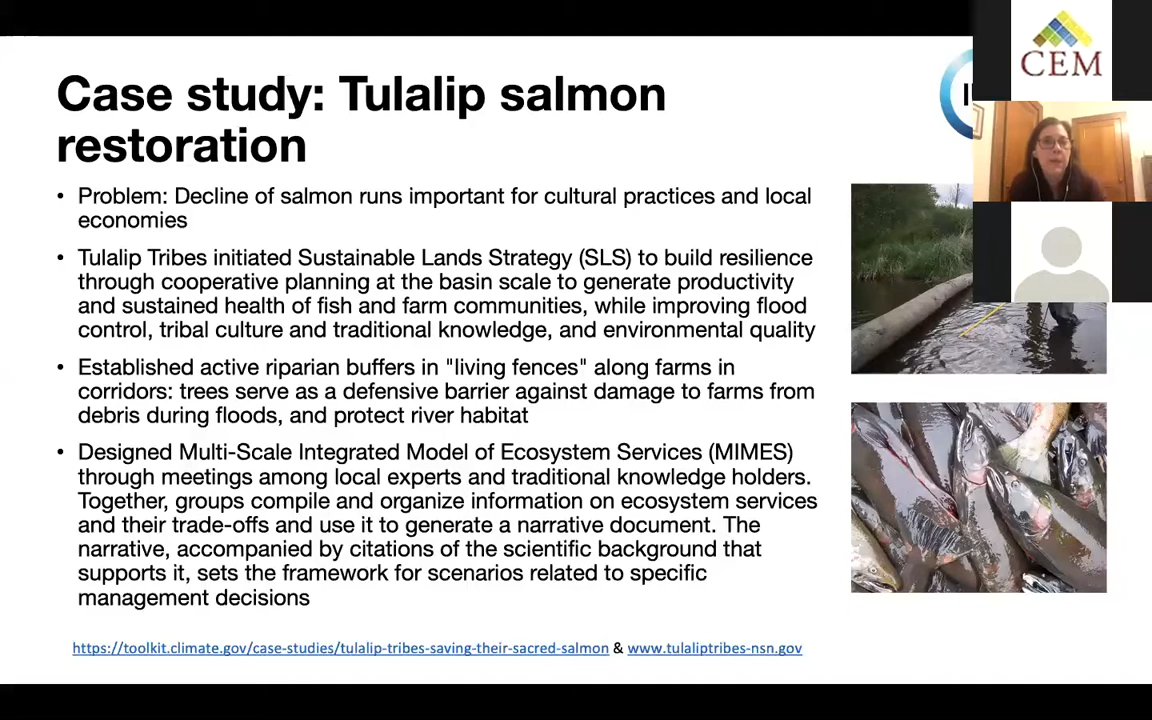 Case study: Tulalip salmon
restoration
• Problem: Decline of salmon runs important for cultural practices and local
economies
• Tulalip Tribes initiated Sustainable Lands Strategy (SLS) to build resilience
through cooperative planning at the basin scale to generate productivity
and sustained health of fish and farm communities, while improving flood
control, tribal culture and traditional knowledge, and environmental quality
• Established active riparian buffers in "living fences" along farms in
corridors: trees serve as a defensive barrier against damage to farms from
debris during floods, and protect river habitat
• Designed Multi-Scale Integrated Model of Ecosystem Services (MIMES)
through meetings among local experts and traditional knowledge holders.
Together, groups compile and organize information on ecosystem services
and their trade-offs and use it to generate a narrative document. The
narrative, accompanied by citations of the scientific background that
supports it, sets the framework for scenarios related to specific
management decisions
https://toolkit.climate.gov/case-studies/tulalip-tribes-saving-their-sacred-salmon & www.tulaliptribes-nsn.gov
CEM